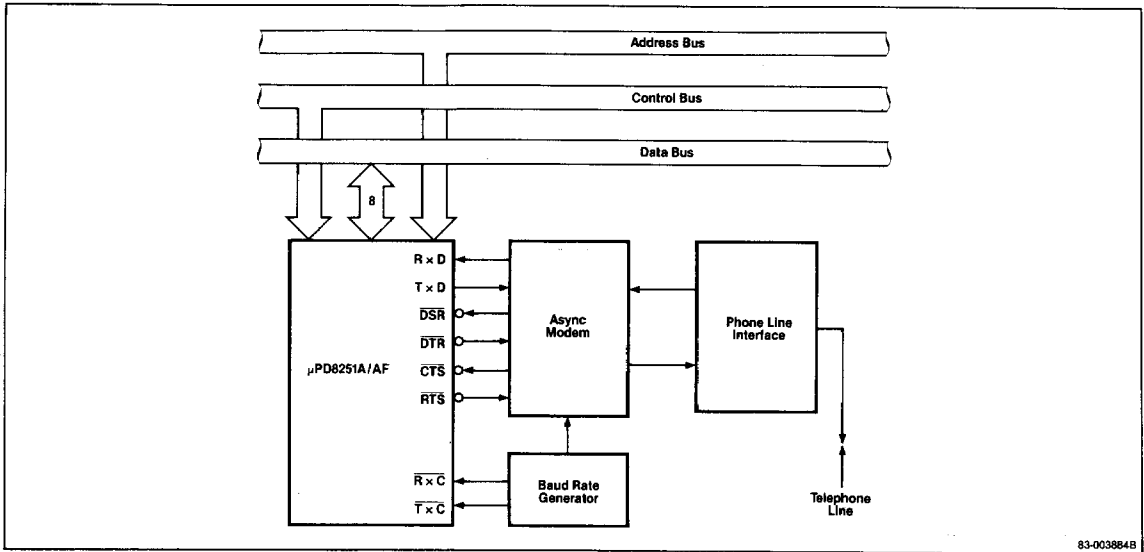 Address Bus
Control Bus
Data Bus
8
μPD8251A/AF
R×D
T×D
DSR
DTR
CTS
RTS
R×C
T×C
Async
Modem
Baud Rate
Generator
Phone Line
Interface
Telephone
Line
83-003884B